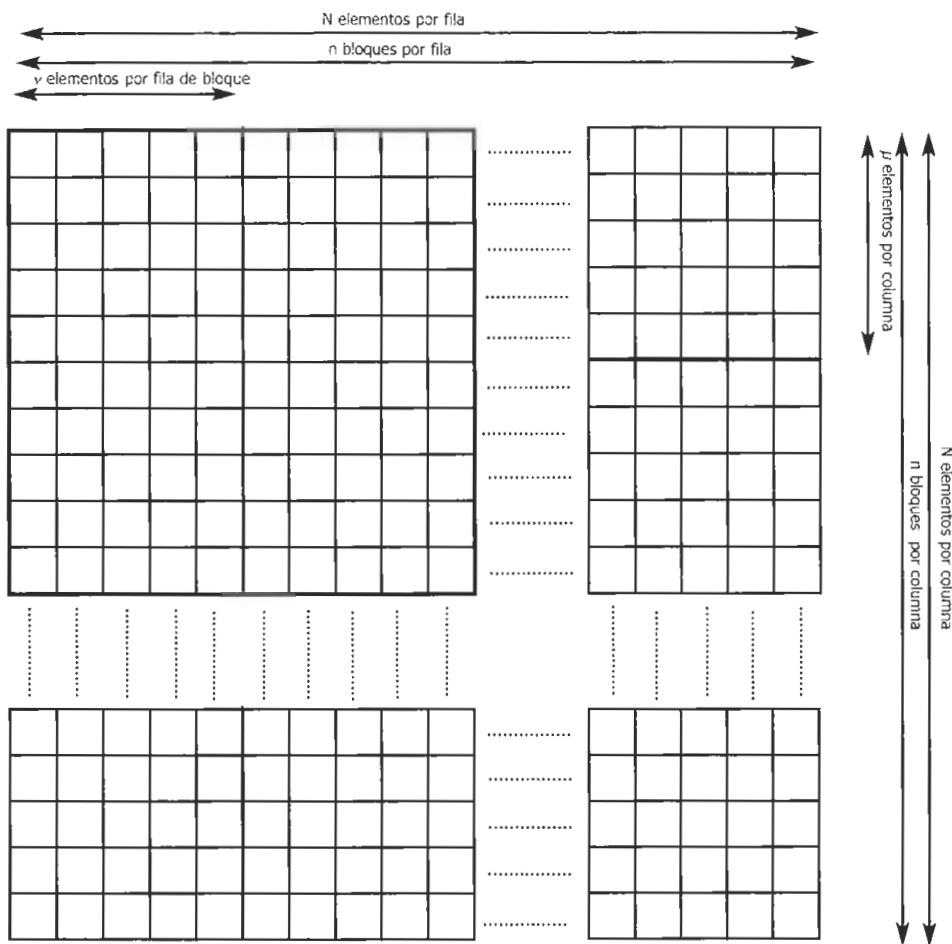 N elementos por fila
n bloques por fila
ν elementos por fila de bloque
μ elementos por columna
n bloques por columna
N elementos por columna